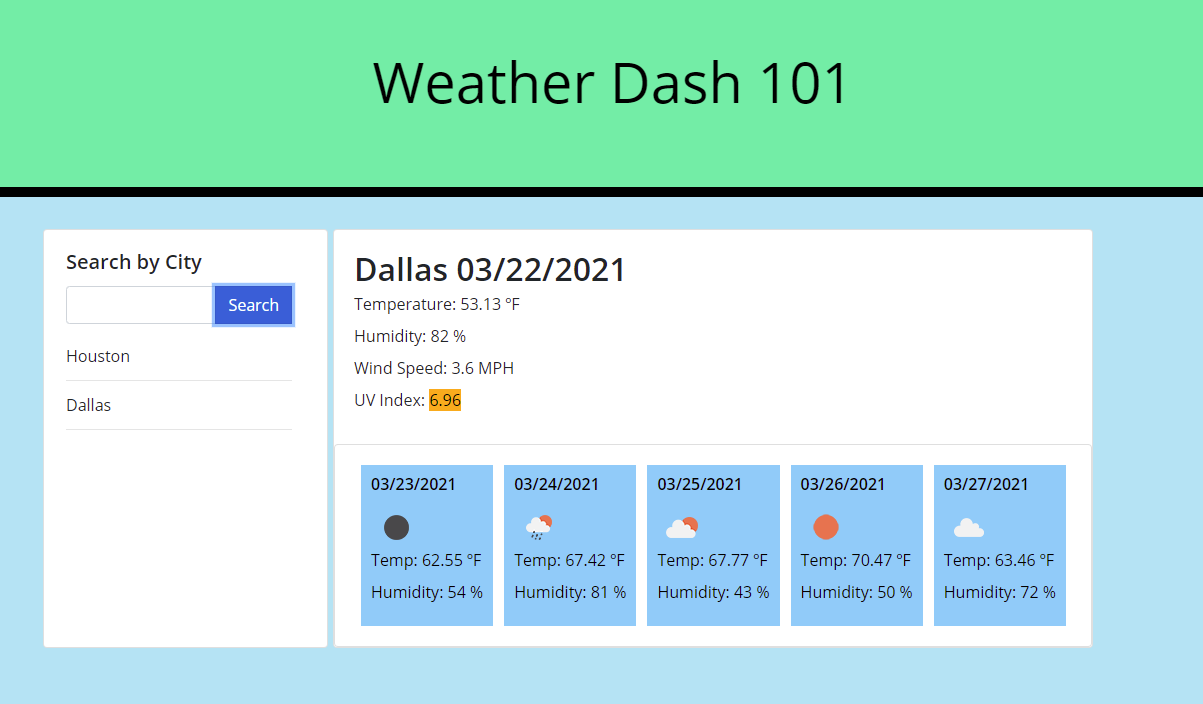 Weather Dash 101
Search by City
Search
Houston
Dallas
Dallas 03/22/2021
Temperature: 53.13 °F
Humidity: 82 %
Wind Speed: 3.6 MPH
UV Index: 6.96
03/23/2021
Temp: 62.55 °F
Humidity: 54 %
03/24/2021
Temp: 67.42 °F
Humidity: 81 %
03/25/2021
Temp: 67.77 °F
Humidity: 43 %
03/26/2021
Temp: 70.47 °F
Humidity: 50 %
03/27/2021
Temp: 63.46 °F
Humidity: 72 %